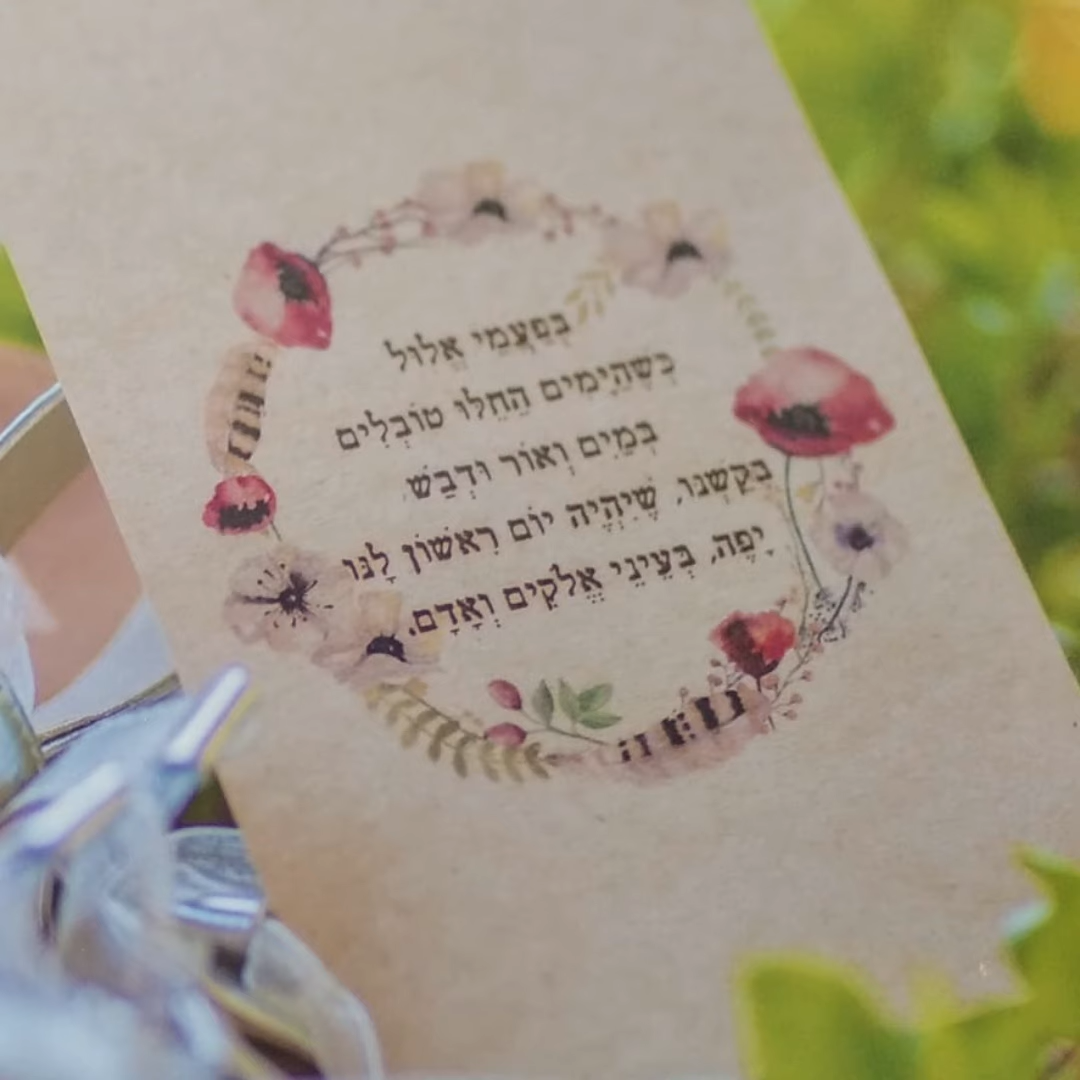 בְּפַעֲמֵי אֱלוּל
כְּשֶׁהַיָּמִים הֵחֵלּוּ טוֹבְלִים
בְּמַיִם וְאוֹר וּדְבַשׁ
בִּקַּשְׁנוּ, שֶׁיִּהְיֶה יוֹם רִאשׁוֹן לָנוּ
יָפֶה, בְּעֵינֵי אֱלֹקִים וְאָדָם.